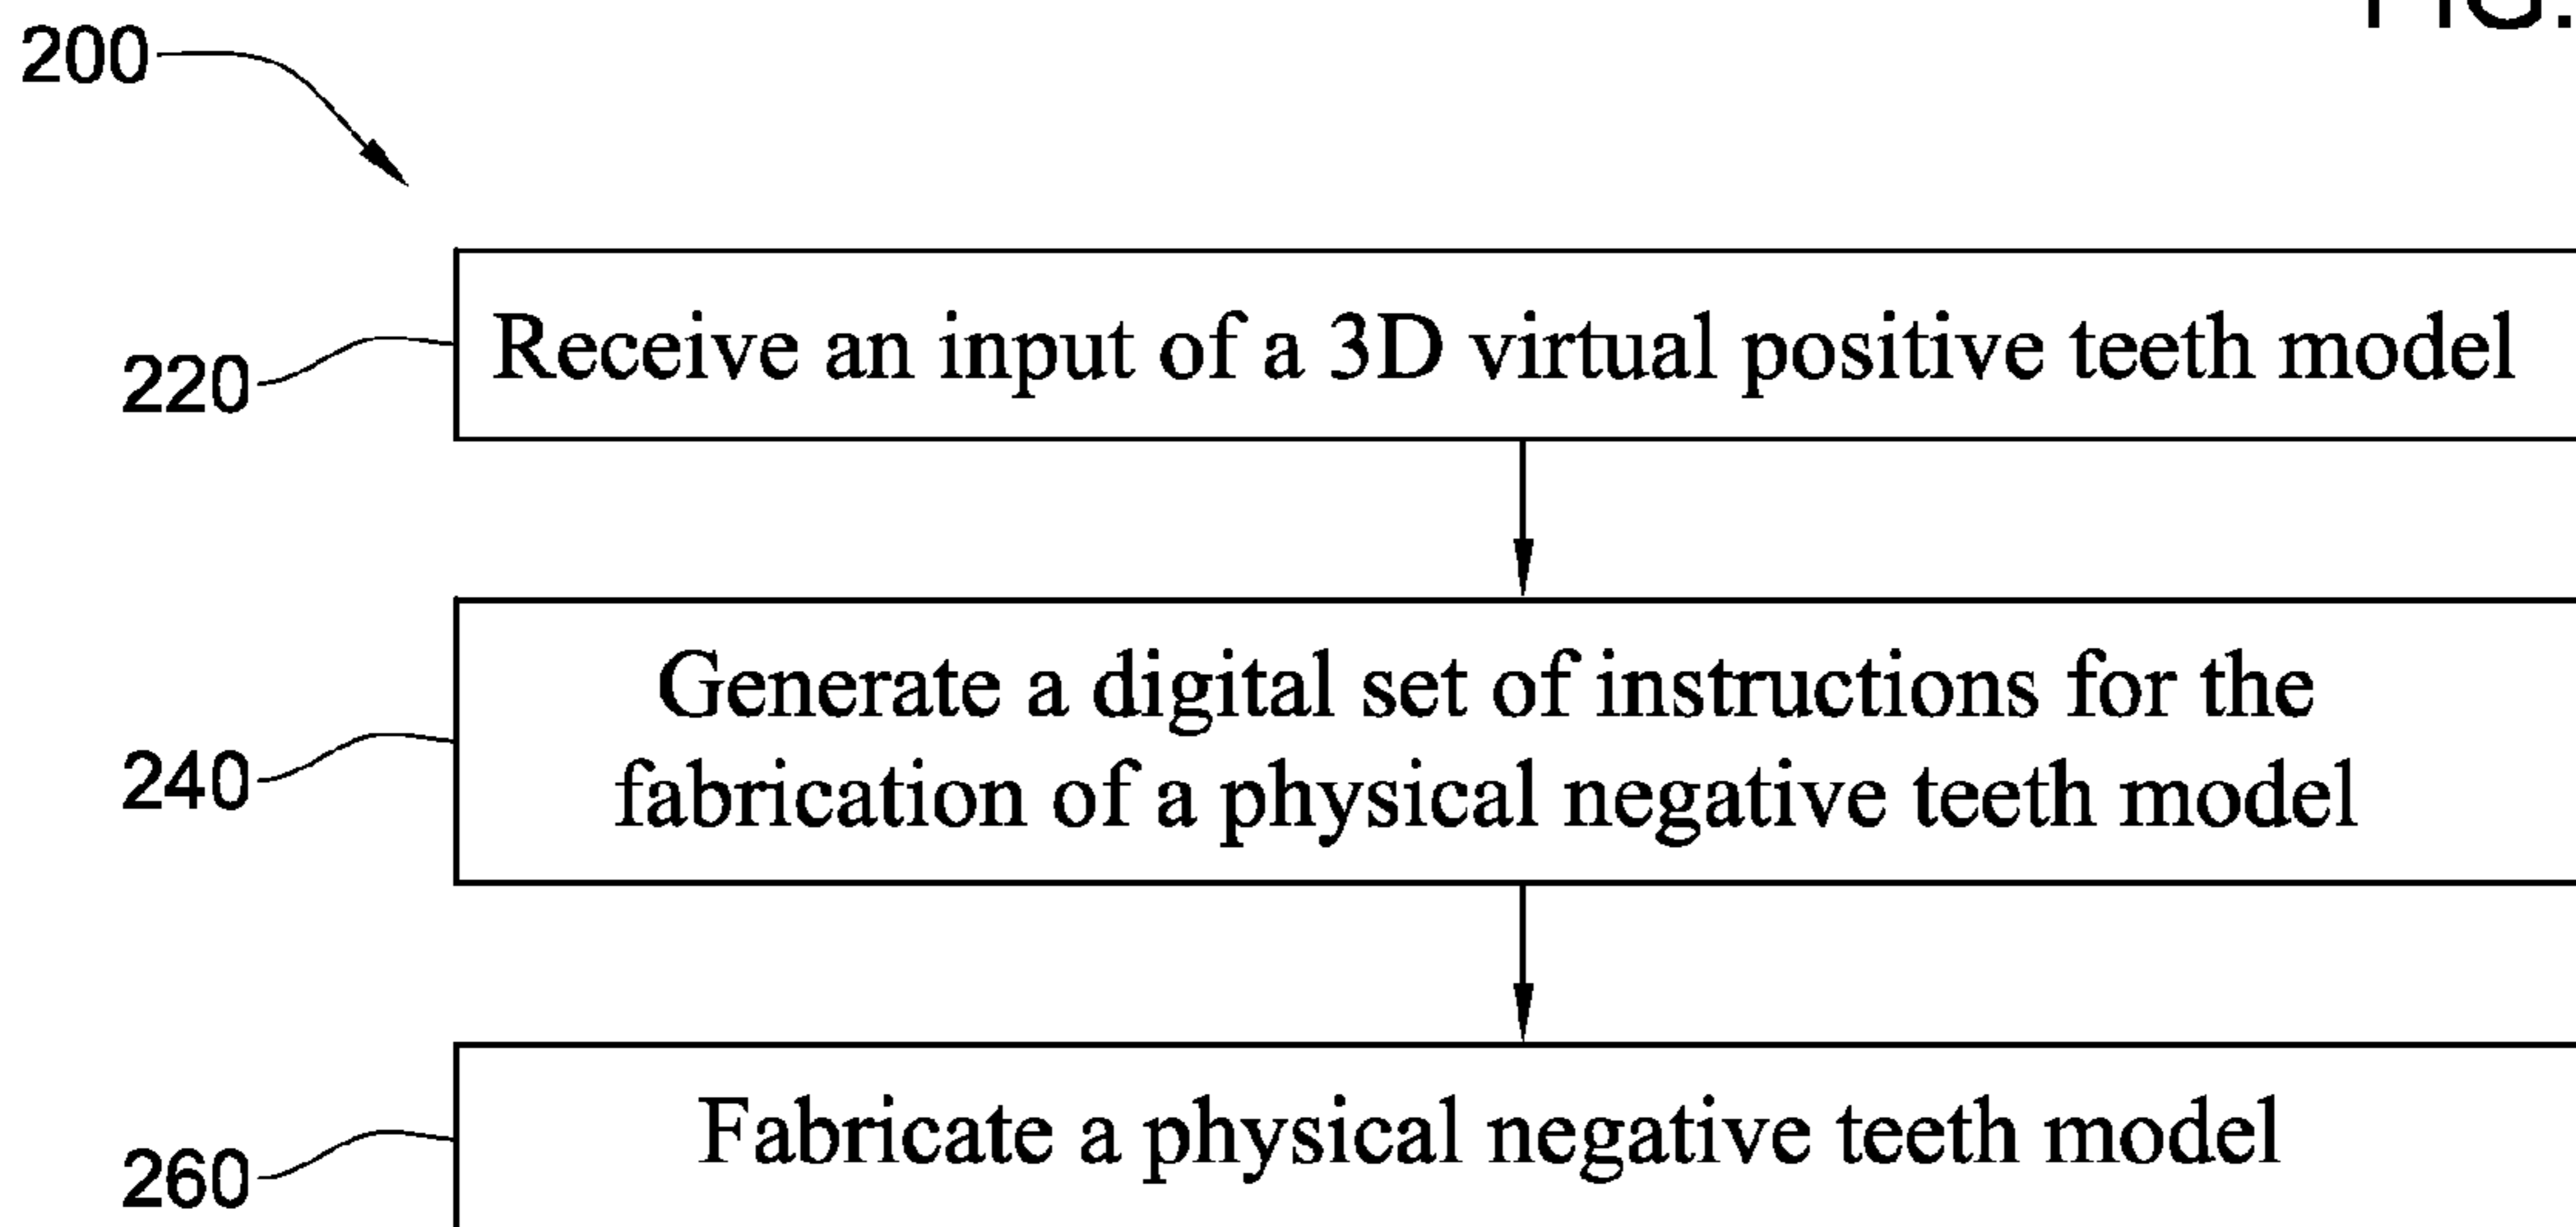 FIG.
200
220
Receive an input of a 3D virtual positive teeth model
240
Generate a digital set of instructions for the
fabrication of a physical negative teeth model
260
Fabricate a physical negative teeth model